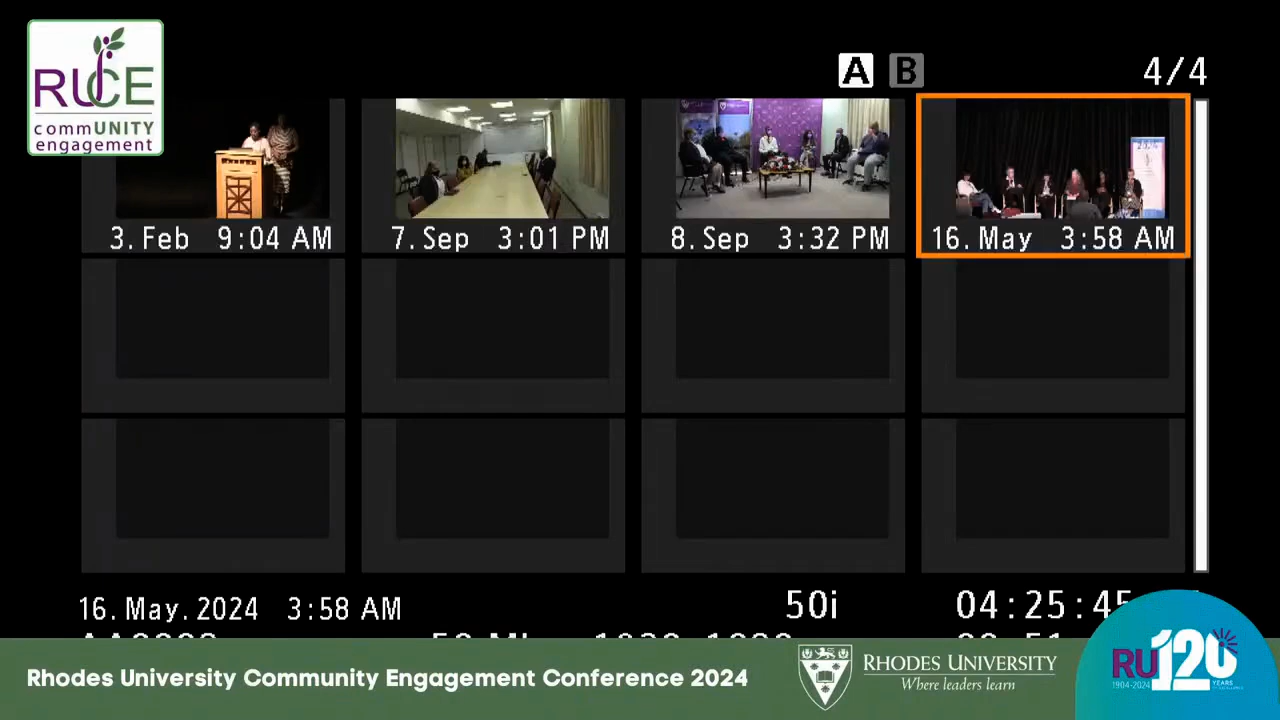 RUCE
commUNITY
engagement
A B
4/4
3. Feb 9:04 AM
7. Sep 3:01 PM
8. Sep 3:32 PM
16. May 3:58 AM
16. May. 2024 3:58 AM
50i
04:25:45
Rhodes University Community Engagement Conference 2024
RHODES UNIVERSITY
Where leaders learn
RU120
1904-2024
YEARS